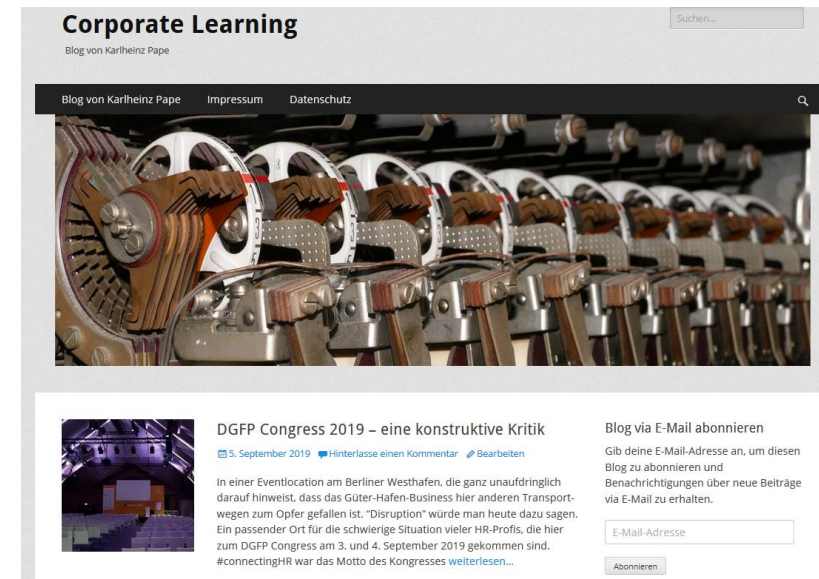 Corporate Learning
Blog von Karlheinz Pape
Suchen...
Blog von Karlheinz Pape Impressum Datenschutz
DGFP Congress 2019 – eine konstruktive Kritik
5. September 2019 Hinterlasse einen Kommentar Bearbeiten
In einer Eventlocation am Berliner Westhafen, die ganz unaufdringlich
darauf hinweist, dass das Güter-Hafen-Business hier anderen Transport-
wegen zum Opfer gefallen ist. “Disruption” würde man heute dazu sagen.
Ein passender Ort für die schwierige Situation vieler HR-Profis, die hier
zum DGFP Congress am 3. und 4. September 2019 gekommen sind.
#connectingHR war das Motto des Kongresses weiterlesen...
Blog via E-Mail abonnieren
Gib deine E-Mail-Adresse an, um diesen
Blog zu abonnieren und
Benachrichtigungen über neue Beiträge
via E-Mail zu erhalten.
E-Mail-Adresse
Abonnieren